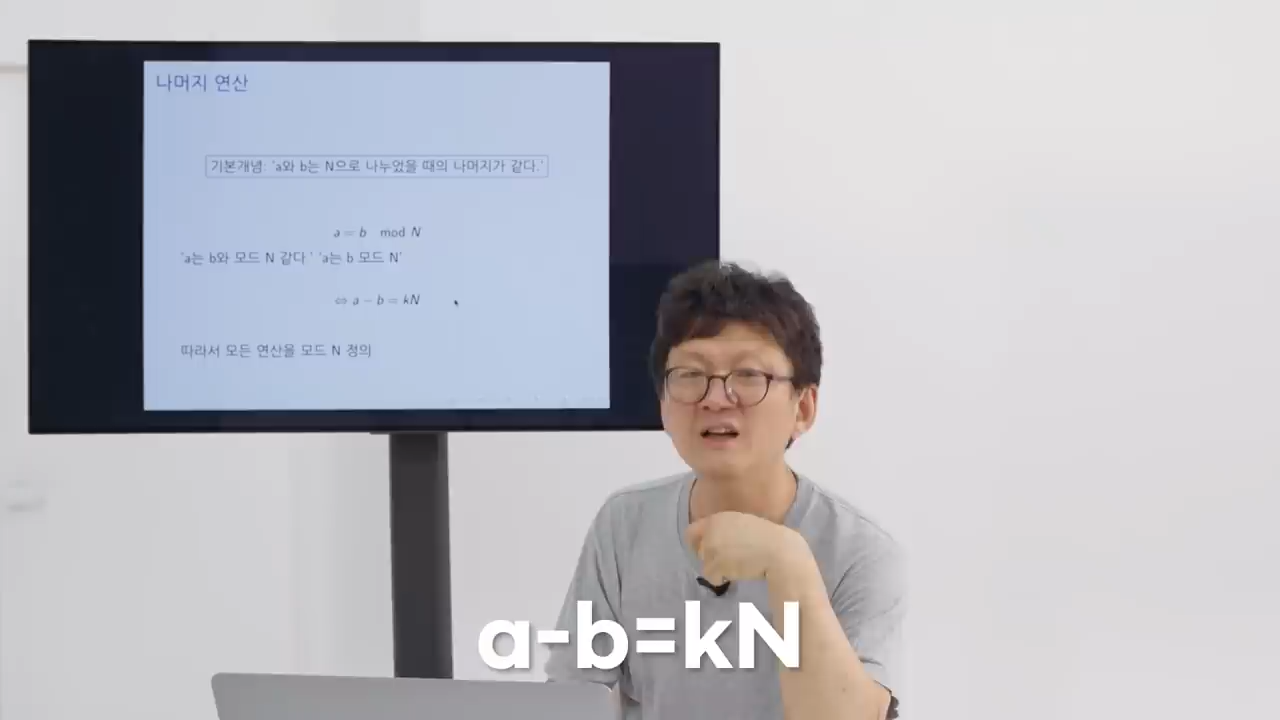 나머지 연산
기본개념: 'a와 b는 N으로 나누었을 때의 나머지가 같다.'
a = b mod N
'a는 b와 모드 N 같다.' 'a는 b 모드 N'
⇔ a − b = kN
따라서 모든 연산을 모드 N 정의
a-b=kN